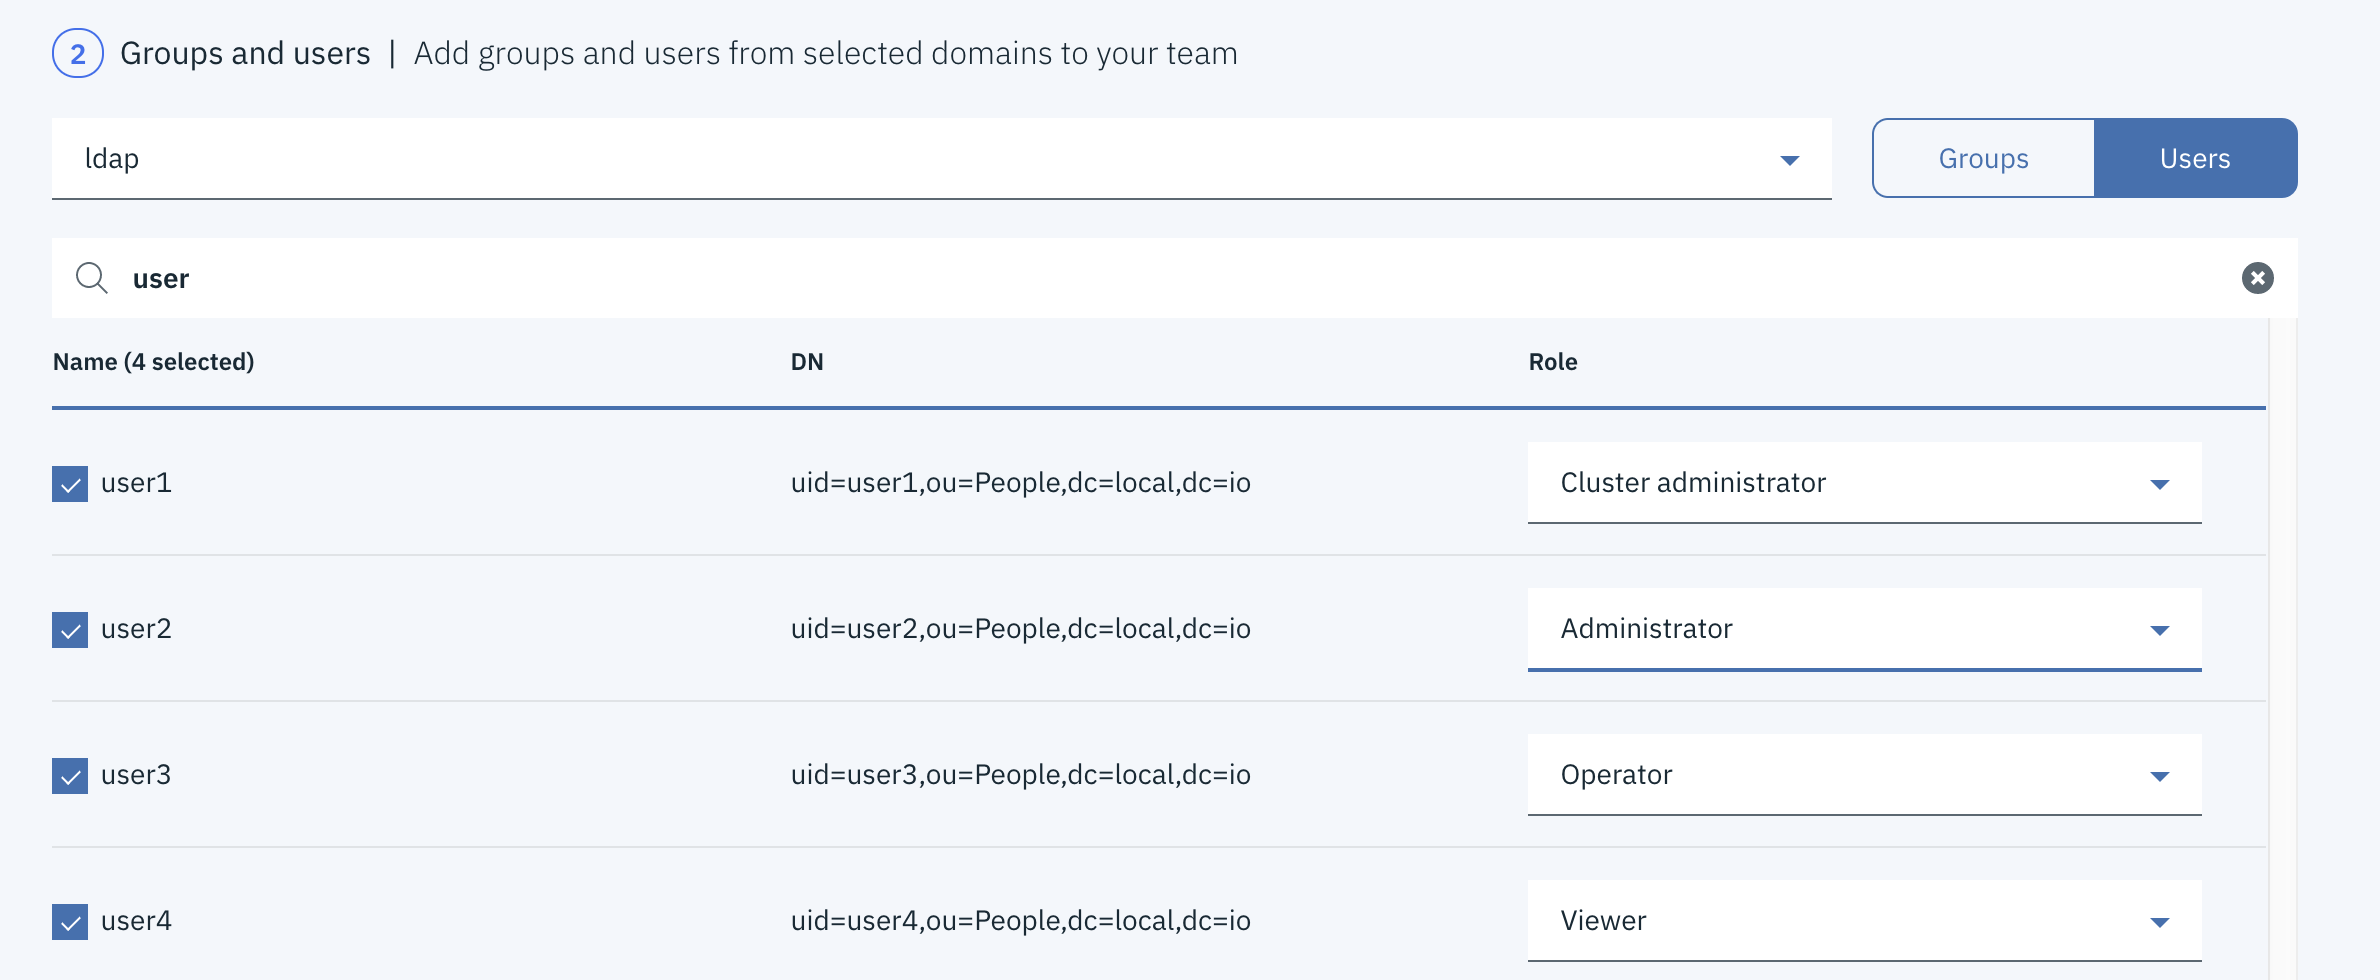 2 Groups and users | Add groups and users from selected domains to your team
ldap Groups Users
user
Name (4 selected) DN Role
user1 uid=user1,ou=People,dc=local,dc=io Cluster administrator
user2 uid=user2,ou=People,dc=local,dc=io Administrator
user3 uid=user3,ou=People,dc=local,dc=io Operator
user4 uid=user4,ou=People,dc=local,dc=io Viewer